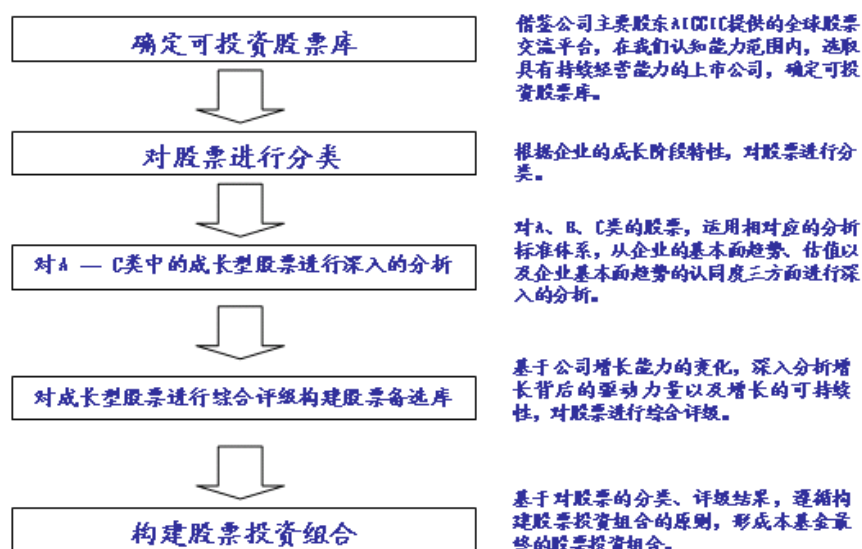 确定可投资股票库
借鉴公司主要股东AIGGIC提供的全球股票
交流平台，在我们认知能力范围内，选取
具有持续经营能力的上市公司，确定可投
资股票库。
对股票进行分类
根据企业的成长阶段特性，对股票进行分
类。
对A — C类中的成长型股票进行深入的分析
对A、B、C类的股票，运用相对应的分析
标准体系，从企业的基本面趋势、估值以
及企业基本面趋势的认同度三方面进行深
入的分析。
对成长型股票进行综合评级构建股票备选库
基于公司增长能力的变化，深入分析增
长背后的驱动力量以及增长的可持续
性，对股票进行综合评级。
构建股票投资组合
基于对股票的分类、评级结果，遵循构
建股票投资组合的原则，形成本基金最
终的股票投资组合。